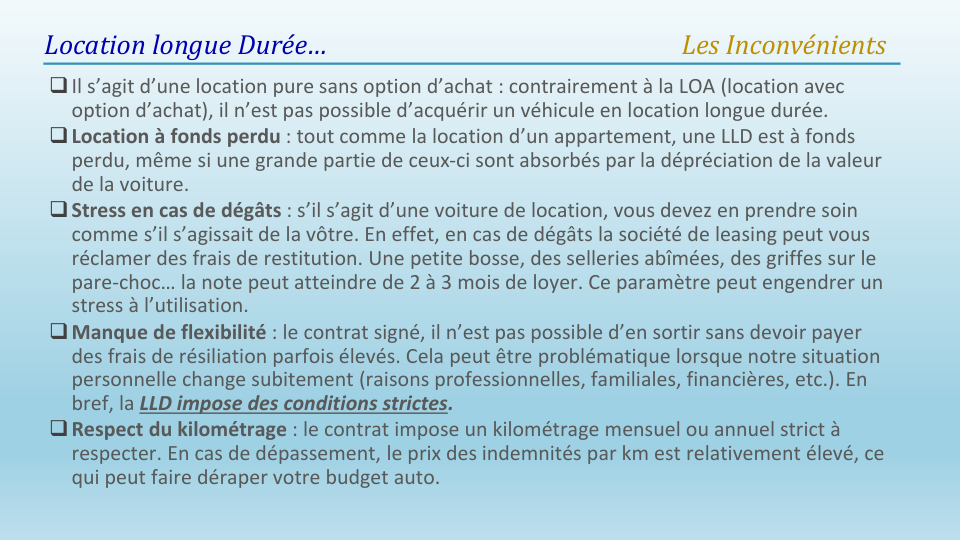 Location longue Durée… Les Inconvénients
❑ Il s’agit d’une location pure sans option d’achat : contrairement à la LOA (location avec
option d’achat), il n’est pas possible d’acquérir un véhicule en location longue durée.
❑ Location à fonds perdu : tout comme la location d’un appartement, une LLD est à fonds
perdu, même si une grande partie de ceux-ci sont absorbés par la dépréciation de la valeur
de la voiture.
❑ Stress en cas de dégâts : s’il s’agit d’une voiture de location, vous devez en prendre soin
comme s’il s’agissait de la vôtre. En effet, en cas de dégâts la société de leasing peut vous
réclamer des frais de restitution. Une petite bosse, des selleries abîmées, des griffes sur le
pare-choc… la note peut atteindre de 2 à 3 mois de loyer. Ce paramètre peut engendrer un
stress à l’utilisation.
❑ Manque de flexibilité : le contrat signé, il n’est pas possible d’en sortir sans devoir payer
des frais de résiliation parfois élevés. Cela peut être problématique lorsque notre situation
personnelle change subitement (raisons professionnelles, familiales, financières, etc.). En
bref, la LLD impose des conditions strictes.
❑ Respect du kilométrage : le contrat impose un kilométrage mensuel ou annuel strict à
respecter. En cas de dépassement, le prix des indemnités par km est relativement élevé, ce
qui peut faire déraper votre budget auto.